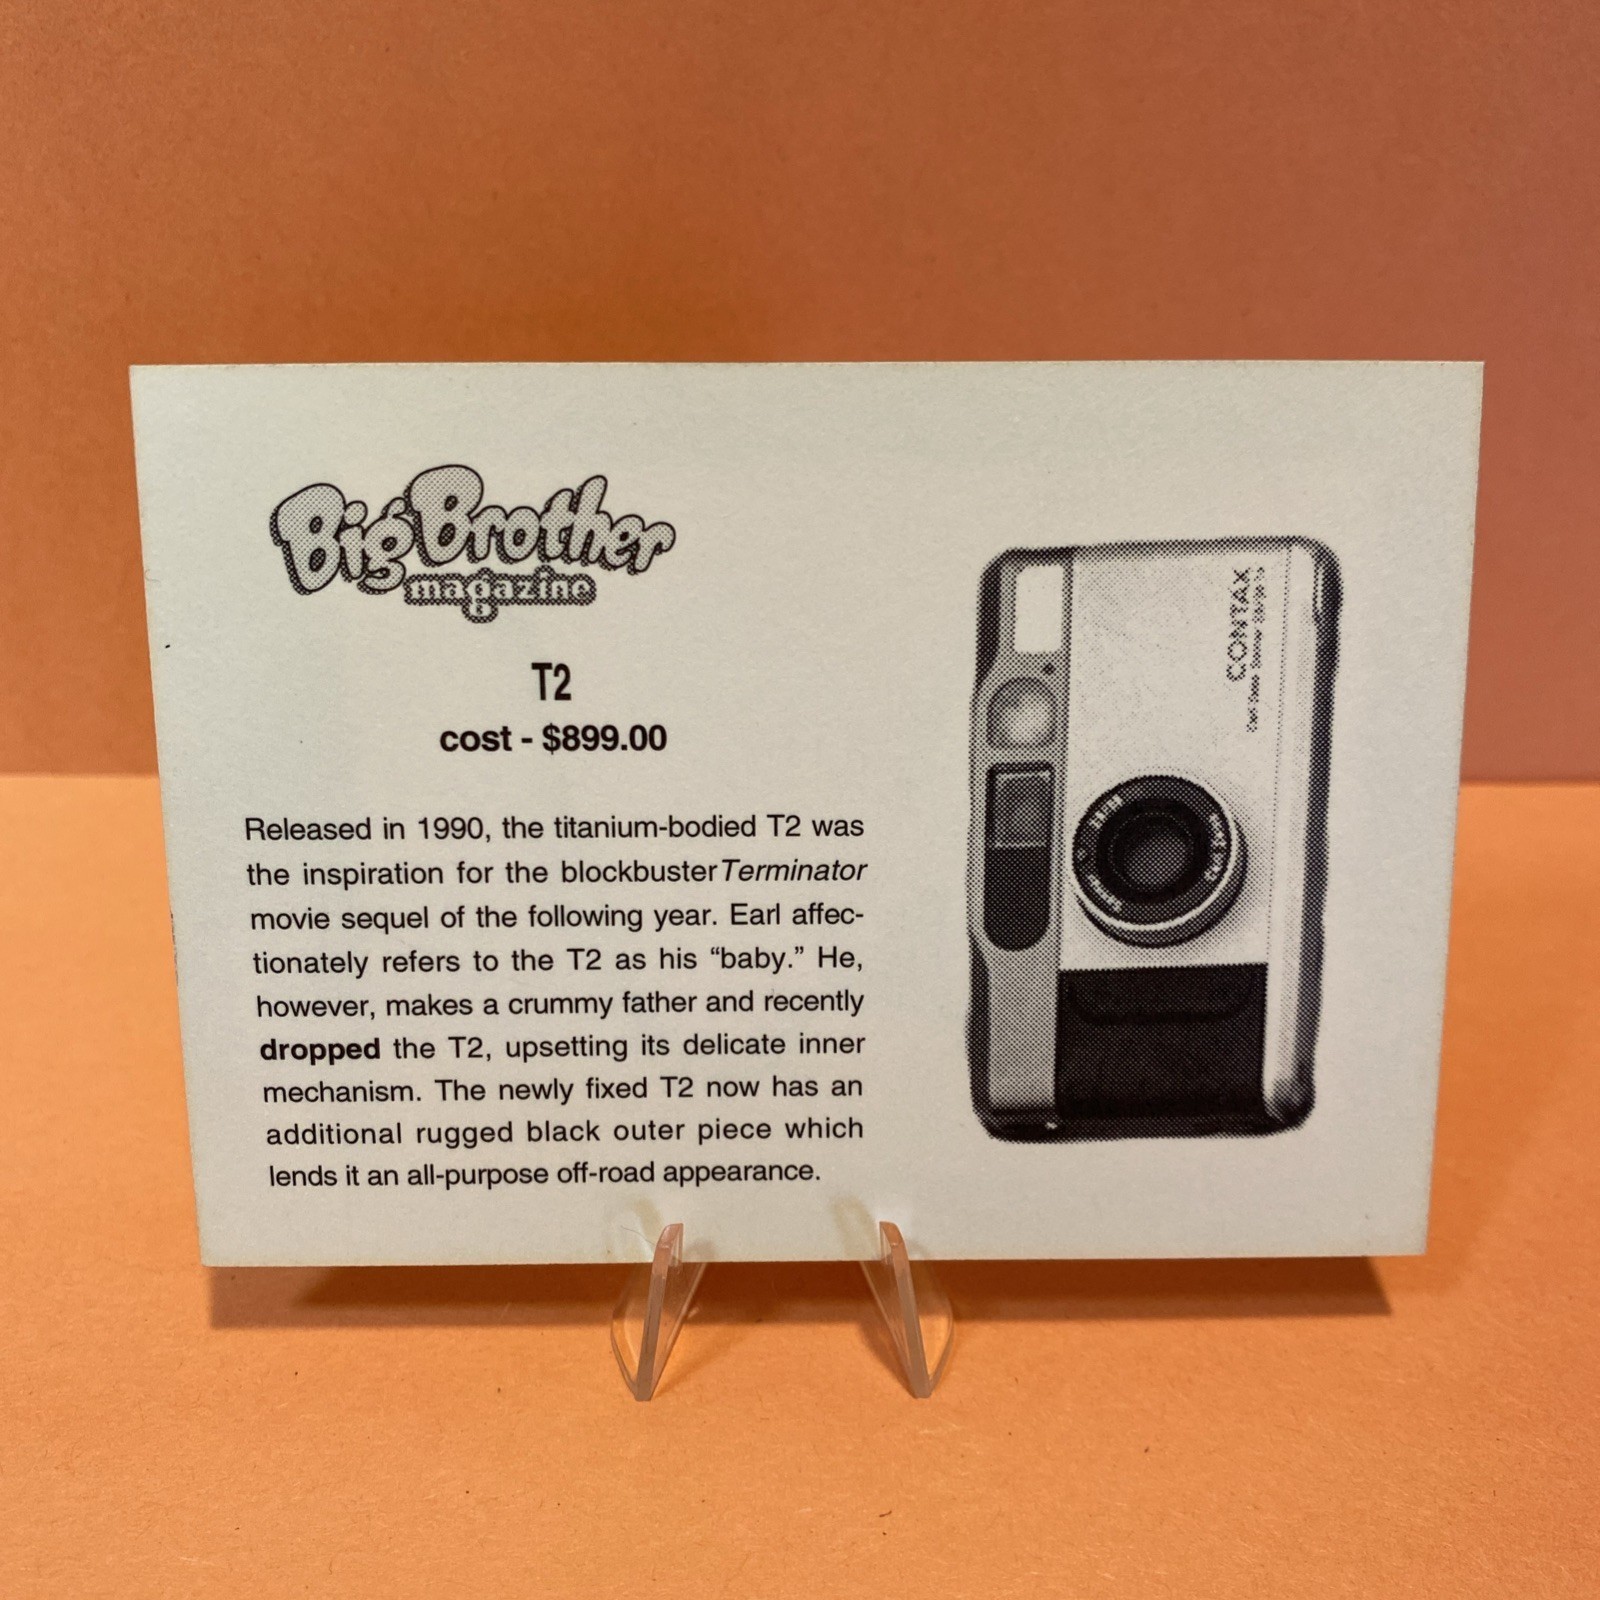 Big Brother
magazine
T2
cost - $899.00
Released in 1990, the titanium-bodied T2 was
the inspiration for the blockbuster Terminator
movie sequel of the following year. Earl affec-
tionately refers to the T2 as his “baby.” He,
however, makes a crummy father and recently
dropped the T2, upsetting its delicate inner
mechanism. The newly fixed T2 now has an
additional rugged black outer piece which
lends it an all-purpose off-road appearance.
CONTAX